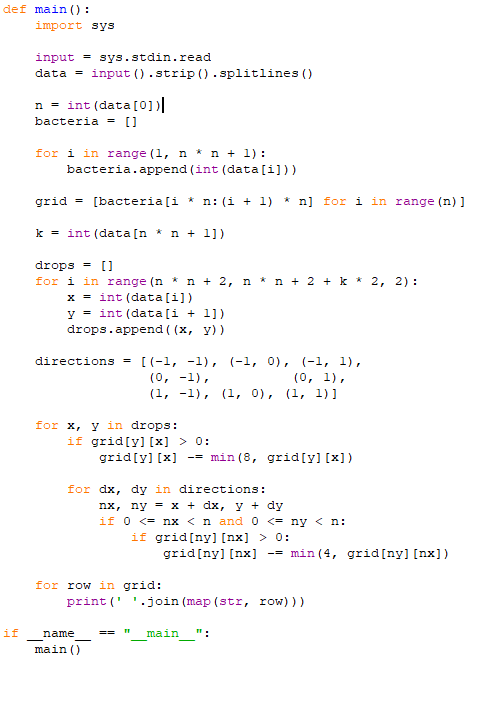 def main():
    import sys

    input = sys.stdin.read
    data = input().strip().splitlines()

    n = int(data[0])
    bacteria = []

    for i in range(1, n * n + 1):
        bacteria.append(int(data[i]))

    grid = [bacteria[i * n:(i + 1) * n] for i in range(n)]

    k = int(data[n * n + 1])

    drops = []
    for i in range(n * n + 2, n * n + 2 + k * 2, 2):
        x = int(data[i])
        y = int(data[i + 1])
        drops.append((x, y))

    directions = [(-1, -1), (-1, 0), (-1, 1),
                  (0, -1),          (0, 1),
                  (1, -1), (1, 0), (1, 1)]

    for x, y in drops:
        if grid[y][x] > 0:
            grid[y][x] -= min(8, grid[y][x])

        for dx, dy in directions:
            nx, ny = x + dx, y + dy
            if 0 <= nx < n and 0 <= ny < n:
                if grid[ny][nx] > 0:
                    grid[ny][nx] -= min(4, grid[ny][nx])

    for row in grid:
        print(' '.join(map(str, row)))

if __name__ == "__main__":
    main()